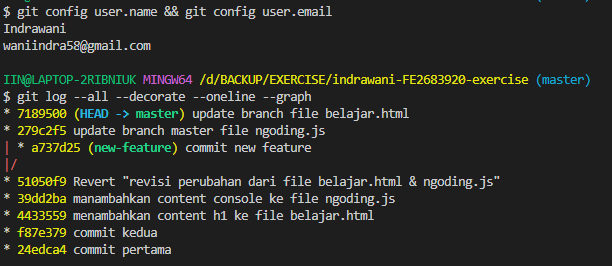 $ git config user.name && git config user.email
Indrawani
waniindra58@gmail.com
IIN@LAPTOP-2RIBNIUK MINGW64 /d/BACKUP/EXERCISE/indrawani-FE2683920-exercise (master)
$ git log --all --decorate --oneline --graph
* 7189500 (HEAD -> master) update branch file belajar.html
* 279c2f5 update branch master file ngoding.js
| * a737d25 (new-feature) commit new feature
|/
* 51050f9 Revert "revisi perubahan dari file belajar.html & ngoding.js"
* 39dd2ba manambahkan content console ke file ngoding.js
* 4433559 menambahkan content h1 ke file belajar.html
* f87e379 commit kedua
* 24edca4 commit pertama